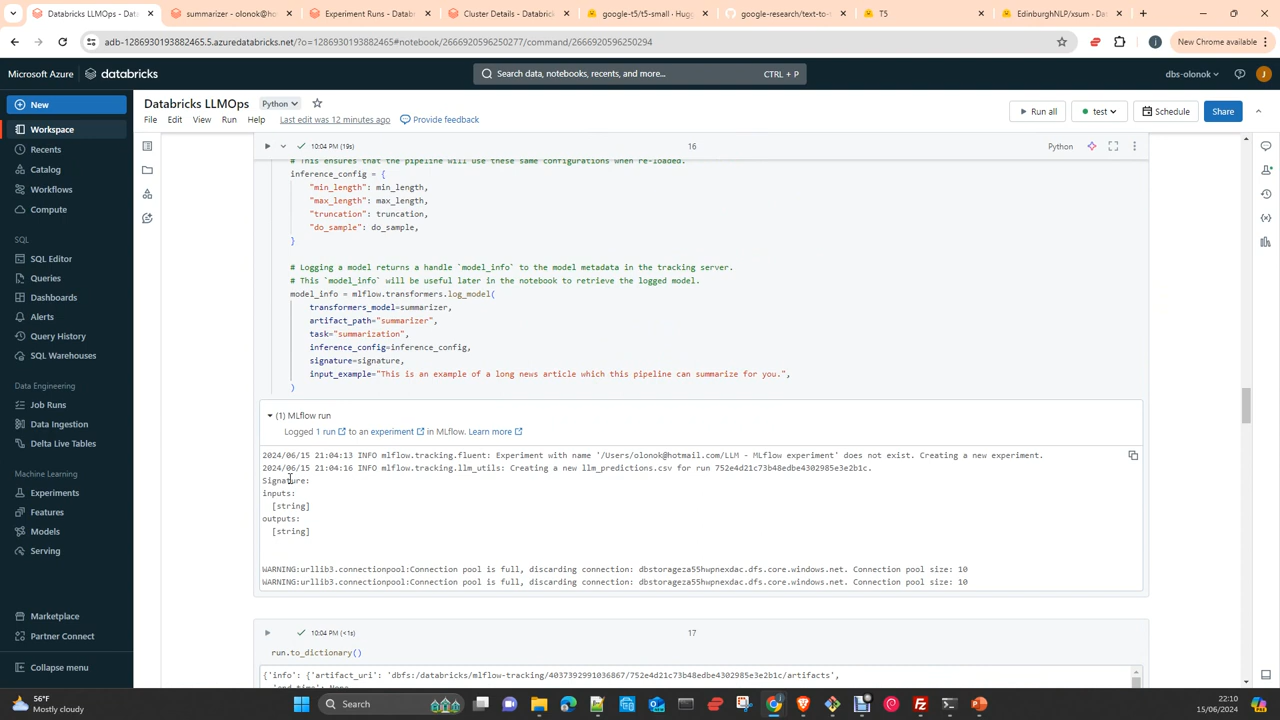 Databricks LLMOps - Databricks
summarizer - olonok@hotmail
Experiment Runs - Databricks
Cluster Details - Databricks
google-t5/t5-small · Hugg
google-research/text-to-t
T5
EdinburghNLP/xsum · Data
adb-1286930193882465.5.azuredatabricks.net/?o=1286930193882465#notebook/2666920596250277/command/2666920596250294
New Chrome available
Microsoft Azure
databricks
Search data, notebooks, recents, and more...
CTRL + P
dbs-olonok
J
New
Workspace
Recents
Catalog
Workflows
Compute
SQL
SQL Editor
Queries
Dashboards
Alerts
Query History
SQL Warehouses
Data Engineering
Job Runs
Data Ingestion
Delta Live Tables
Machine Learning
Experiments
Features
Models
Serving
Marketplace
Partner Connect
Collapse menu
Databricks LLMOps
Python
File Edit View Run Help Last edit was 12 minutes ago Provide feedback
Run all
test
Schedule
Share
10:04 PM (19s)
16
Python
# This ensures that the pipeline will use these same configurations when re-loaded.
inference_config = {
"min_length": min_length,
"max_length": max_length,
"truncation": truncation,
"do_sample": do_sample,
}
# Logging a model returns a handle `model_info` to the model metadata in the tracking server.
# This `model_info` will be useful later in the notebook to retrieve the logged model.
model_info = mlflow.transformers.log_model(
transformers_model=summarizer,
artifact_path="summarizer",
task="summarization",
inference_config=inference_config,
signature=signature,
input_example="This is an example of a long news article which this pipeline can summarize for you.",
)
(1) MLflow run
Logged 1 run to an experiment in MLflow. Learn more
2024/06/15 21:04:13 INFO mlflow.tracking.fluent: Experiment with name '/Users/olonok@hotmail.com/LLM - MLflow experiment' does not exist. Creating a new experiment.
2024/06/15 21:04:16 INFO mlflow.tracking.llm_utils: Creating a new llm_predictions.csv for run 752e4d21c73b48edbe4302985e3e2b1c.
Signature:
inputs:
[string]
outputs:
[string]
WARNING:urllib3.connectionpool:Connection pool is full, discarding connection: dbstorageza55hwpnexdac.dfs.core.windows.net. Connection pool size: 10
WARNING:urllib3.connectionpool:Connection pool is full, discarding connection: dbstorageza55hwpnexdac.dfs.core.windows.net. Connection pool size: 10
10:04 PM (<1s)
17
run.to_dictionary()
{'info': {'artifact_uri': 'dbfs:/databricks/mlflow-tracking/4037392991036867/752e4d21c73b48edbe4302985e3e2b1c/artifacts',
'end_time': None,
56°F
Mostly cloudy
Search
22:10
15/06/2024